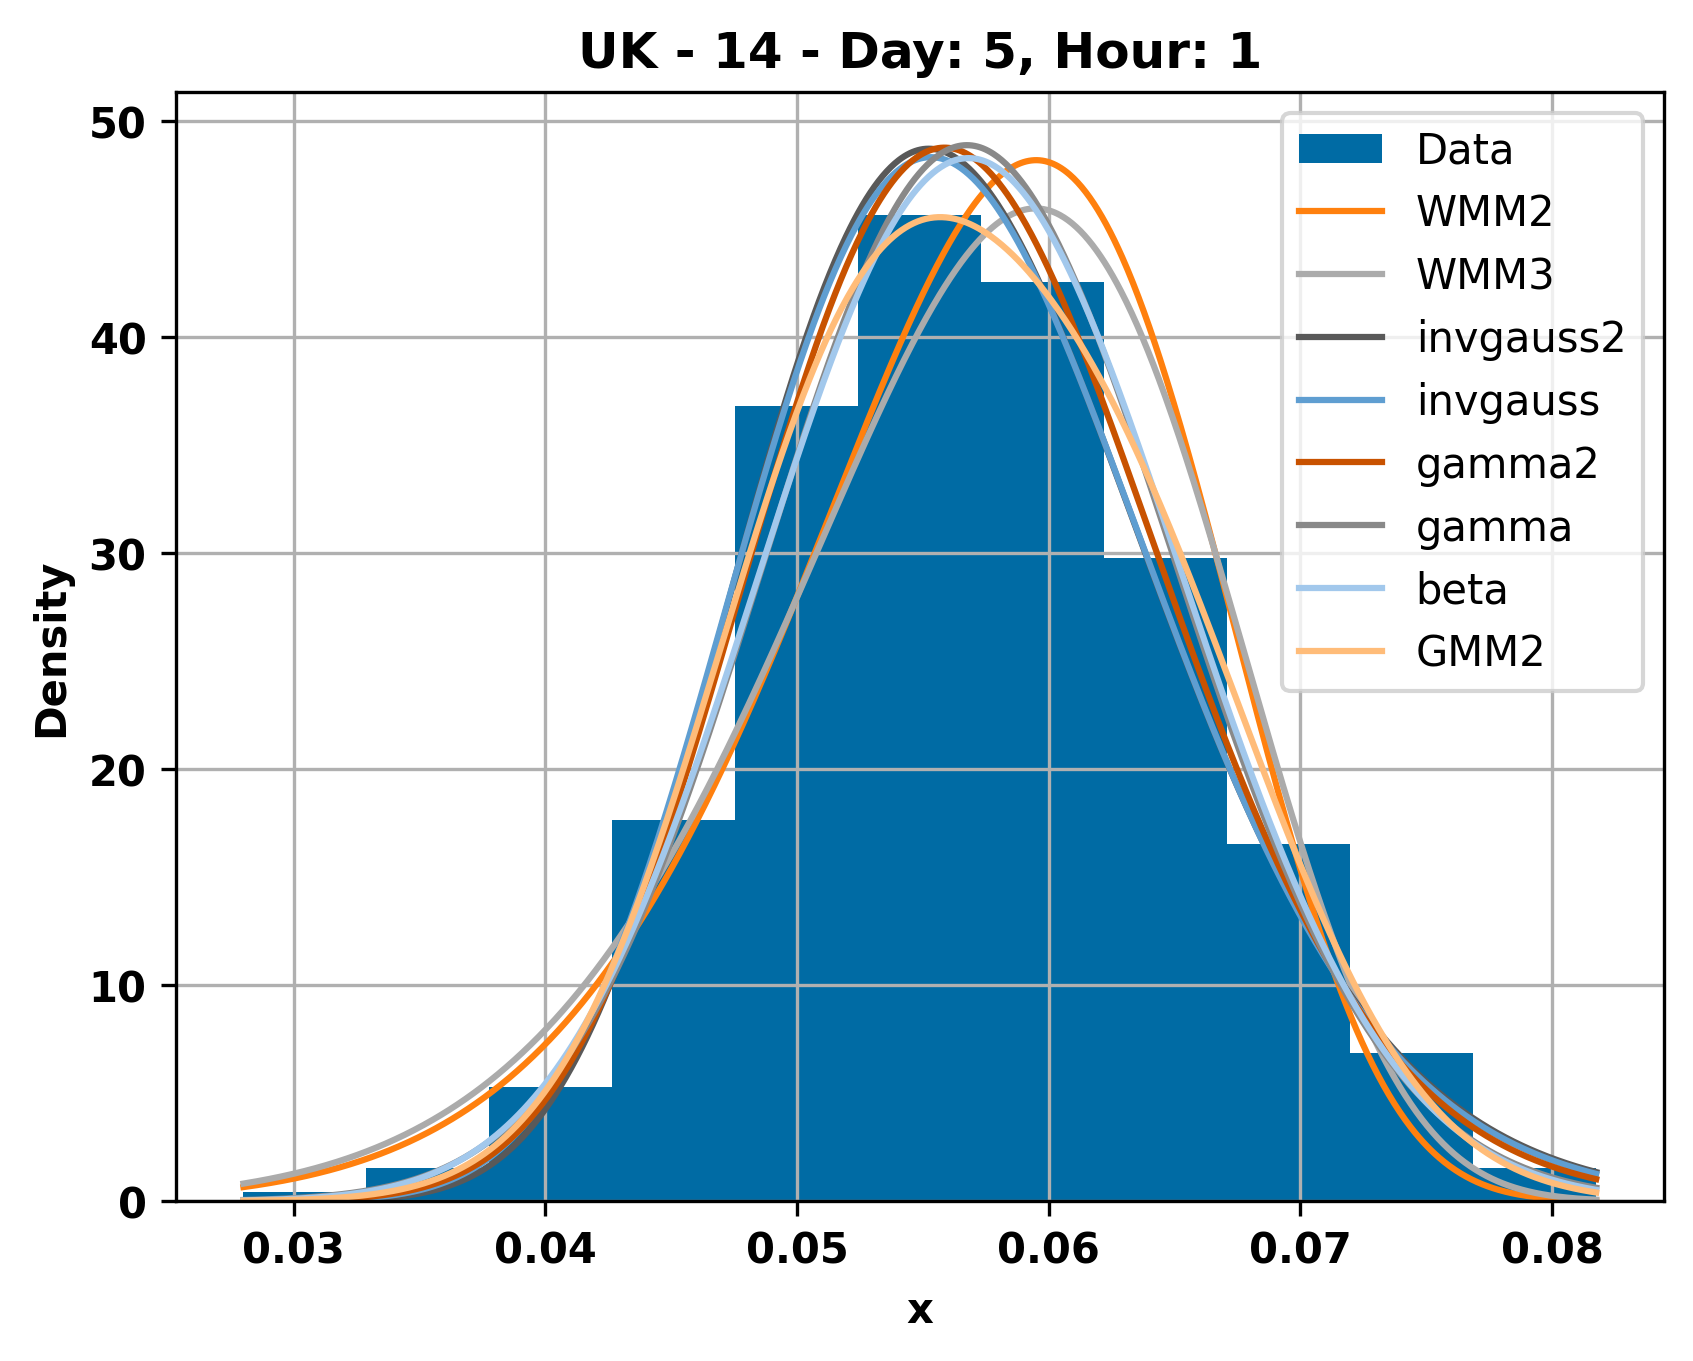 UK - 14 - Day: 5, Hour: 1
50
40
30
20
10
0
Density
0.03 0.04 0.05 0.06 0.07 0.08
x
Data
WMM2
WMM3
invgauss2
invgauss
gamma2
gamma
beta
GMM2